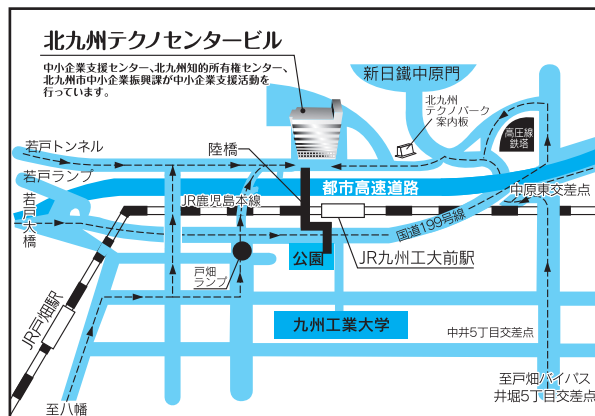 北九州テクノセンタービル
中小企業支援センター、北九州知的所有権センター、
北九州市中小企業振興課が中小企業支援活動を
行っています。
新日鐵中原門
北九州
テクノパーク
案内板
高圧線
鉄塔
若戸トンネル
陸橋
若戸ランプ
都市高速道路
中原東交差点
若戸大橋
JR鹿児島本線
国道199号線
戸畑
ランプ
公園
JR九州工大前駅
JR戸畑駅
九州工業大学
中井5丁目交差点
至八幡
至戸畑バイパス
井堀5丁目交差点